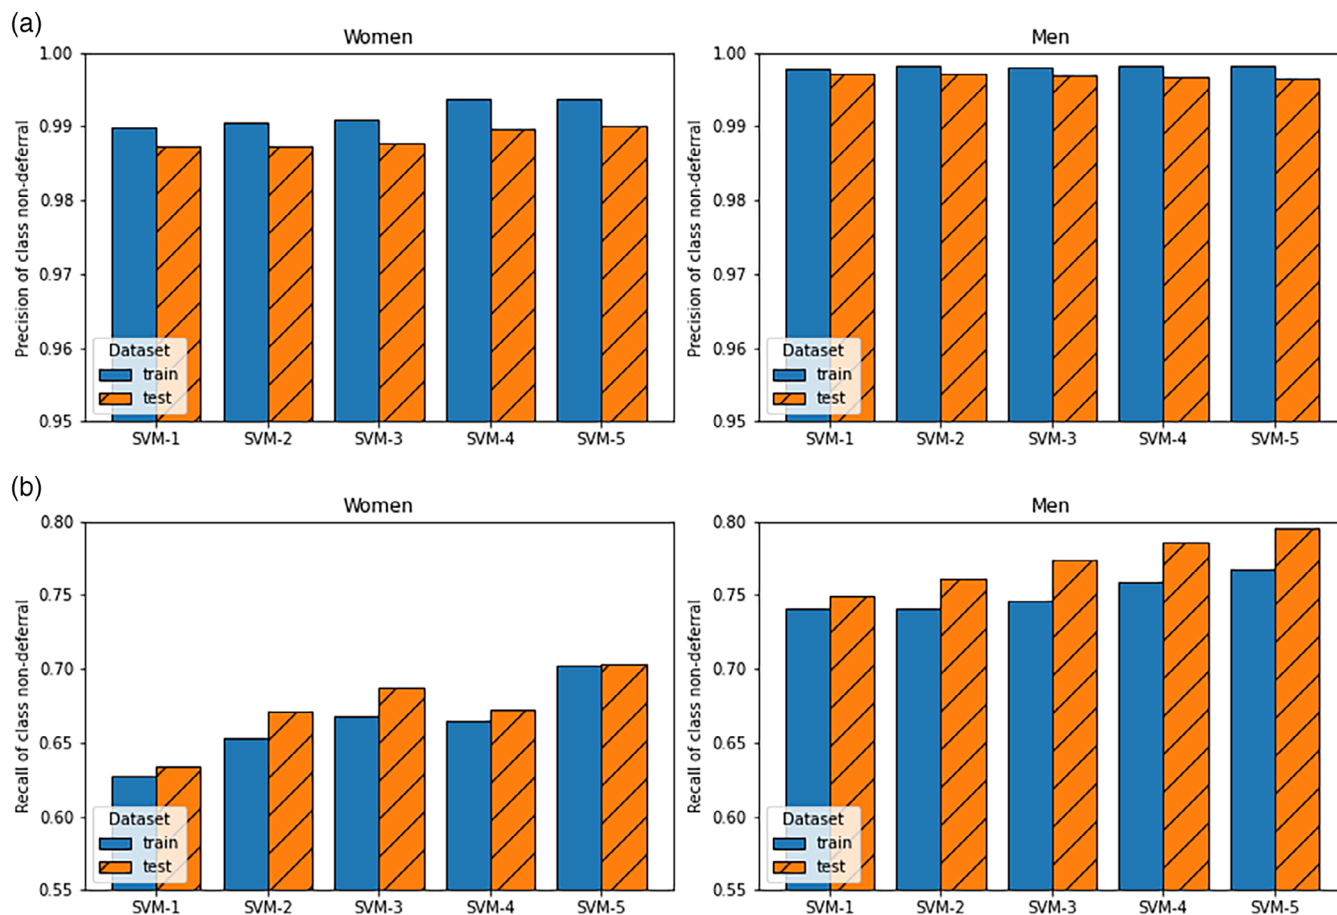 (a)
Women
Precision of class non-deferral
1.00
0.99
0.98
0.97
0.96
0.95
Dataset
train
test
SVM-1 SVM-2 SVM-3 SVM-4 SVM-5
Men
Precision of class non-deferral
1.00
0.99
0.98
0.97
0.96
0.95
Dataset
train
test
SVM-1 SVM-2 SVM-3 SVM-4 SVM-5
(b)
Women
Recall of class non-deferral
0.80
0.75
0.70
0.65
0.60
0.55
Dataset
train
test
SVM-1 SVM-2 SVM-3 SVM-4 SVM-5
Men
Recall of class non-deferral
0.80
0.75
0.70
0.65
0.60
0.55
Dataset
train
test
SVM-1 SVM-2 SVM-3 SVM-4 SVM-5